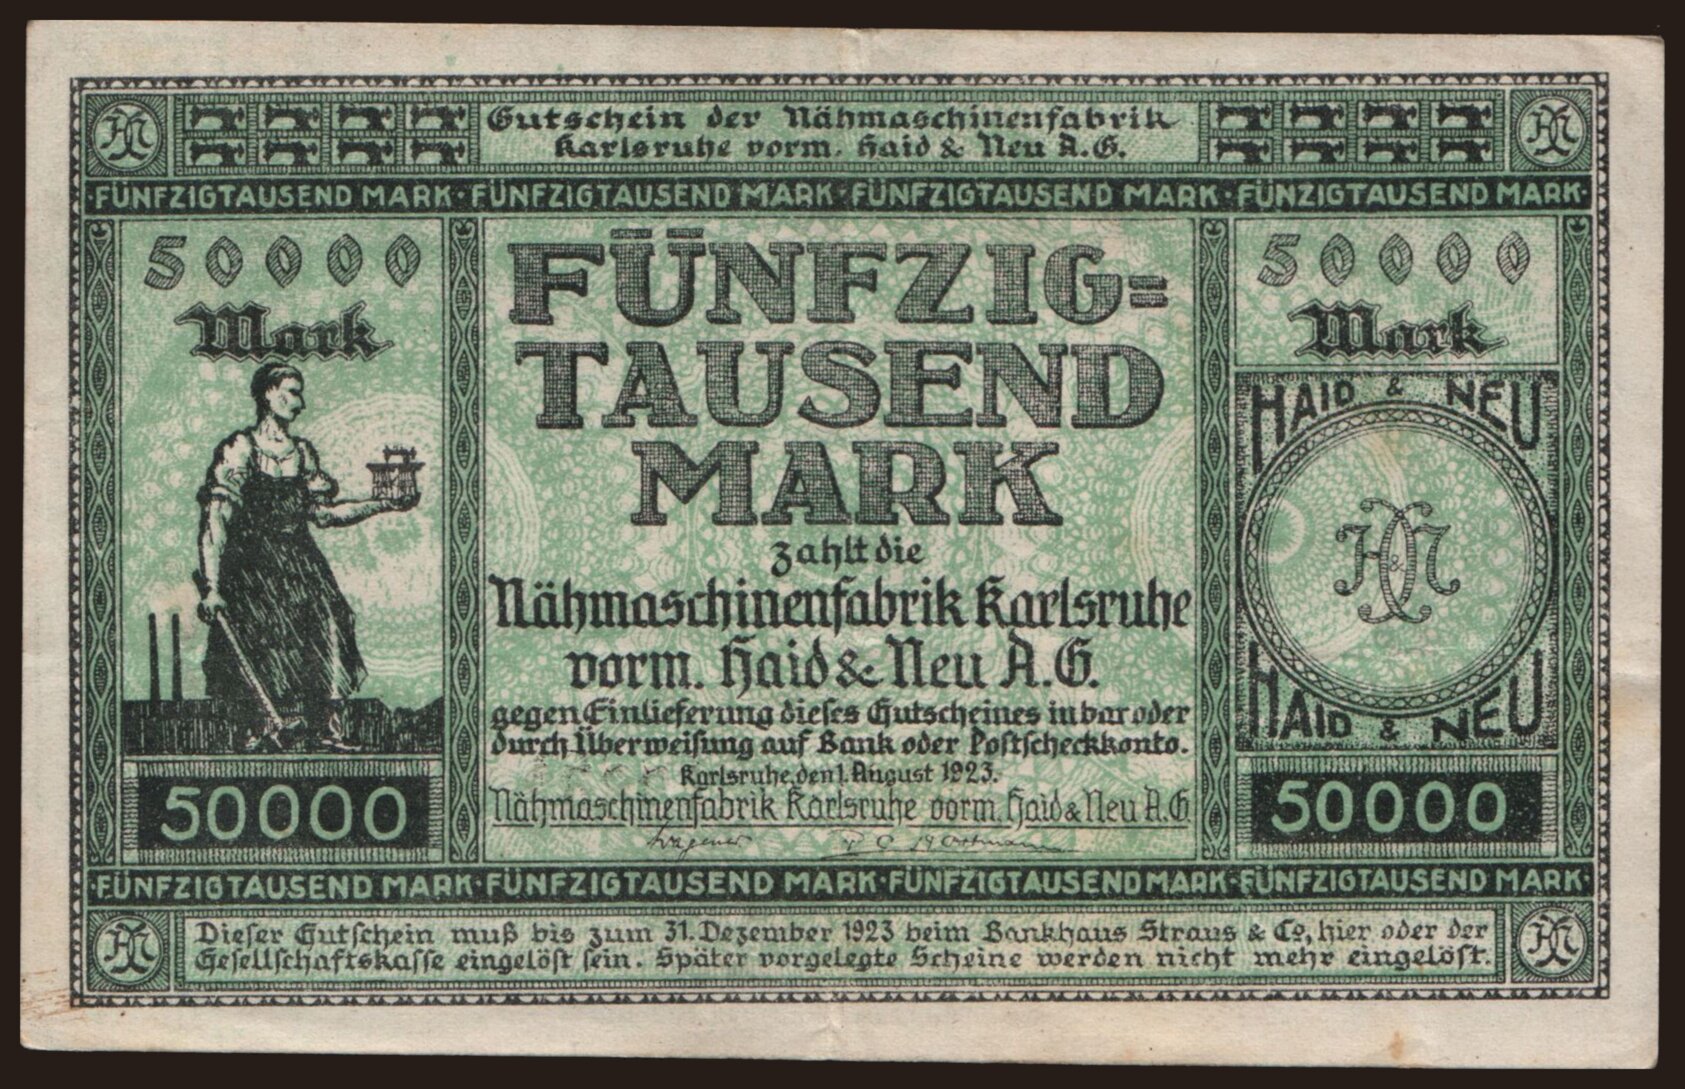 Gutschein der Nähmaschinenfabrik
Karlsruhe vorm. Haid & Neu A.G.
FÜNFZIGTAUSEND MARK·FÜNFZIGTAUSEND MARK·FÜNFZIGTAUSEND MARK·FÜNZIGTAUSEND MARK·
50000
Mark
50000
FÜNFZIG=
TAUSEND
MARK
zahlt die
Nähmaschinenfabrik Karlsruhe
vorm. Haid & Neu A.G.
gegen Einlieferung dieses Gutscheines in bar oder
durch Überweisung auf Bank oder Postscheckkonto.
Karlsruhe, den 1. August 1923.
Nähmaschinenfabrik Karlsruhe vorm. Haid & Neu A.G.
50000
Mark
HAID & NEU
H&N
HAID & NEU
50000
·FÜNFZIGTAUSEND MARK·FÜNFZIGTAUSEND MARK·FÜNFZIGTAUSEND MARK·FÜNFZIGTAUSEND MARK·
Dieser Gutschein muß bis zum 31. Dezember 1923 beim Bankhaus Straus & Co, hier oder der
Gesellschaftskasse eingelöst sein. Später vorgelegte Scheine werden nicht mehr eingelöst.